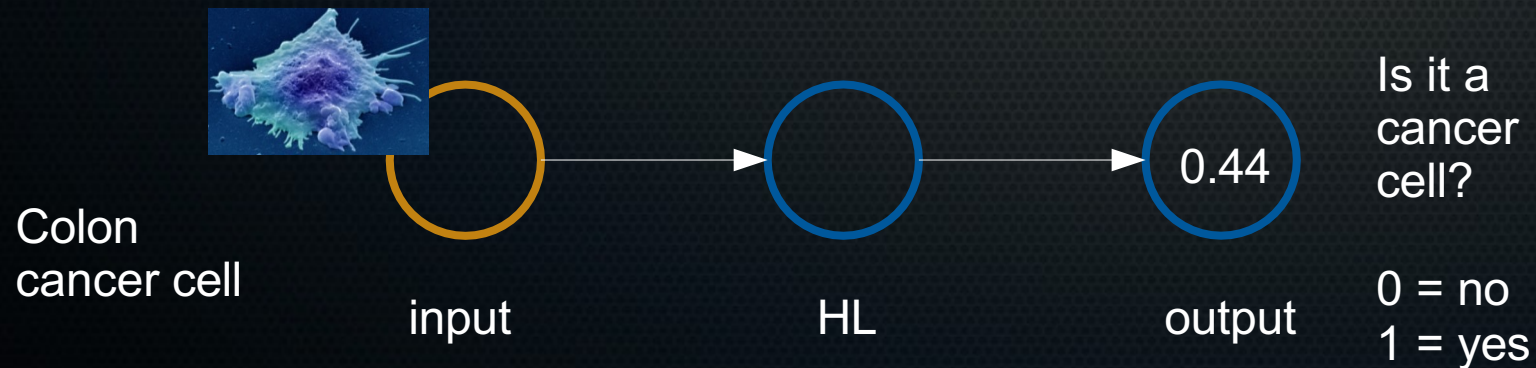 Colon
cancer cell
input
HL
0.44
output
Is it a
cancer
cell?
0 = no
1 = yes